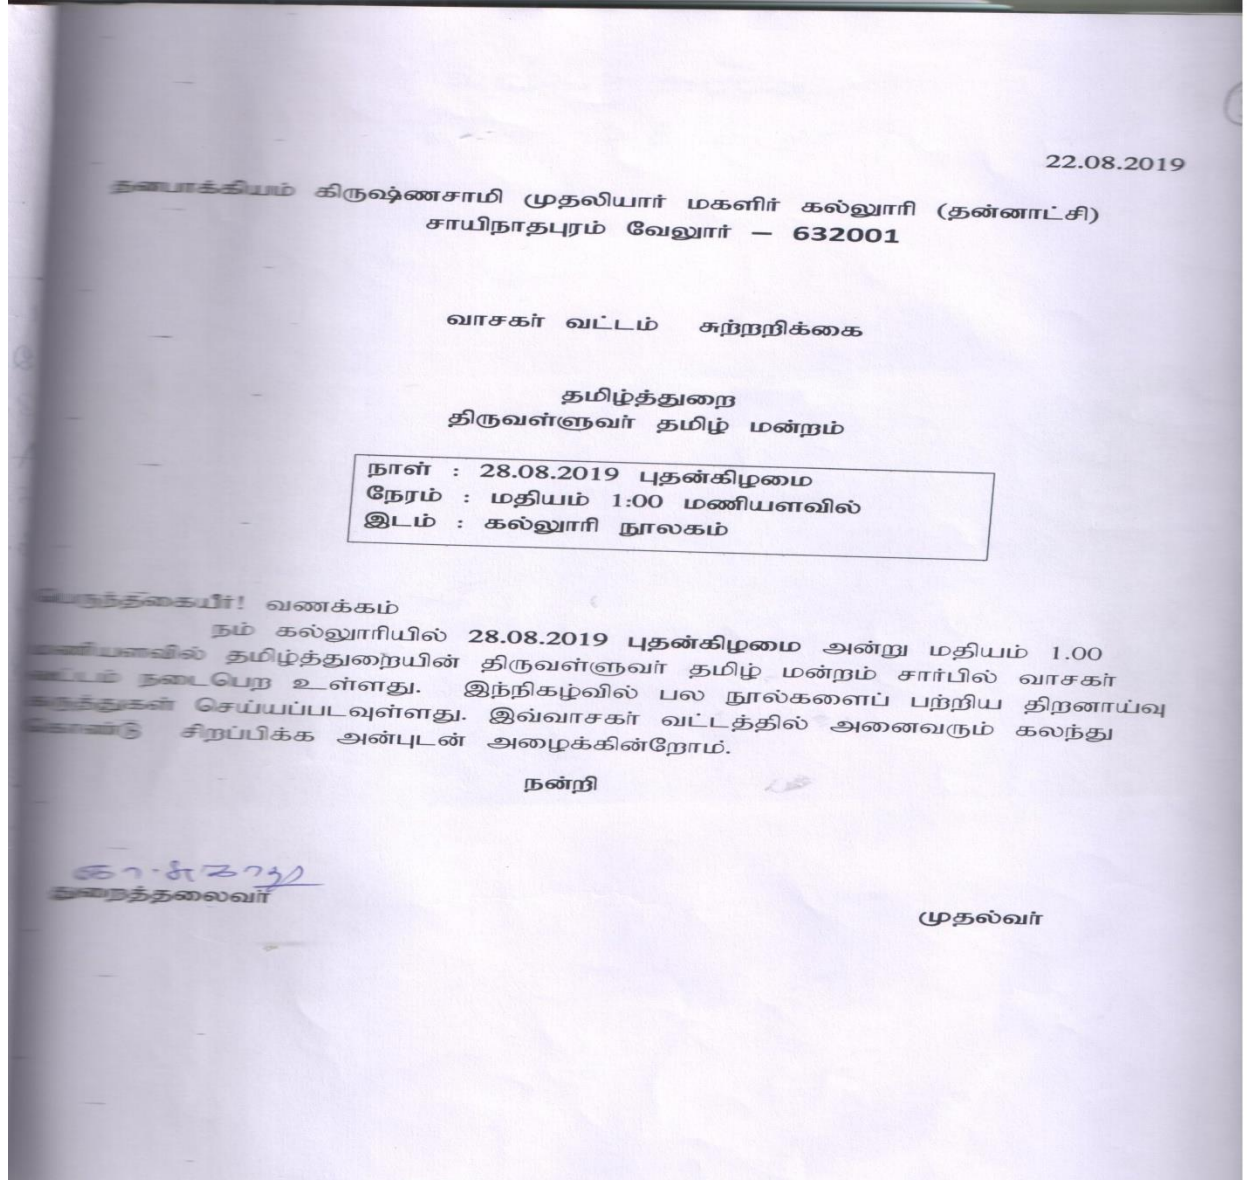 22.08.2019
தனபாக்கியம் கிருஷ்ணசாமி முதலியார் மகளிர் கல்லூரி (தன்னாட்சி)
சாயிநாதபுரம் வேலூர் – 632001
வாசகர் வட்டம் சுற்றறிக்கை
தமிழ்த்துறை
திருவள்ளுவர் தமிழ் மன்றம்
நாள் : 28.08.2019 புதன்கிழமை
நேரம் : மதியம் 1:00 மணியளவில்
இடம் : கல்லூரி நூலகம்
பெருந்தகையீர்! வணக்கம்
நம் கல்லூரியில் 28.08.2019 புதன்கிழமை அன்று மதியம் 1.00
மணியளவில் தமிழ்த்துறையின் திருவள்ளுவர் தமிழ் மன்றம் சார்பில் வாசகர்
வட்டம் நடைபெற உள்ளது. இந்நிகழ்வில் பல நூல்களைப் பற்றிய திறனாய்வு
கருத்துகள் செய்யப்படவுள்ளது. இவ்வாசகர் வட்டத்தில் அனைவரும் கலந்து
கொண்டு சிறப்பிக்க அன்புடன் அழைக்கின்றோம்.
நன்றி
துறைத்தலைவர்
முதல்வர்